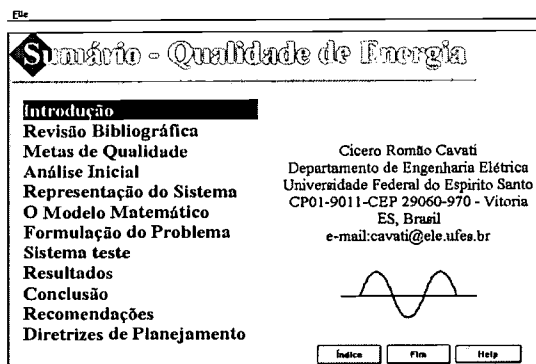 File
Sumário - Qualidade de Energia
Introdução
Revisão Bibliográfica
Metas de Qualidade
Análise Inicial
Representação do Sistema
O Modelo Matemático
Formulação do Problema
Sistema teste
Resultados
Conclusão
Recomendações
Diretrizes de Planejamento
Cicero Romão Cavati
Departamento de Engenharia Elétrica
Universidade Federal do Espirito Santo
CP01-9011-CEP 29060-970 - Vitoria
ES, Brasil
e-mail:cavati@ele.ufes.br
Índice
Fim
Help